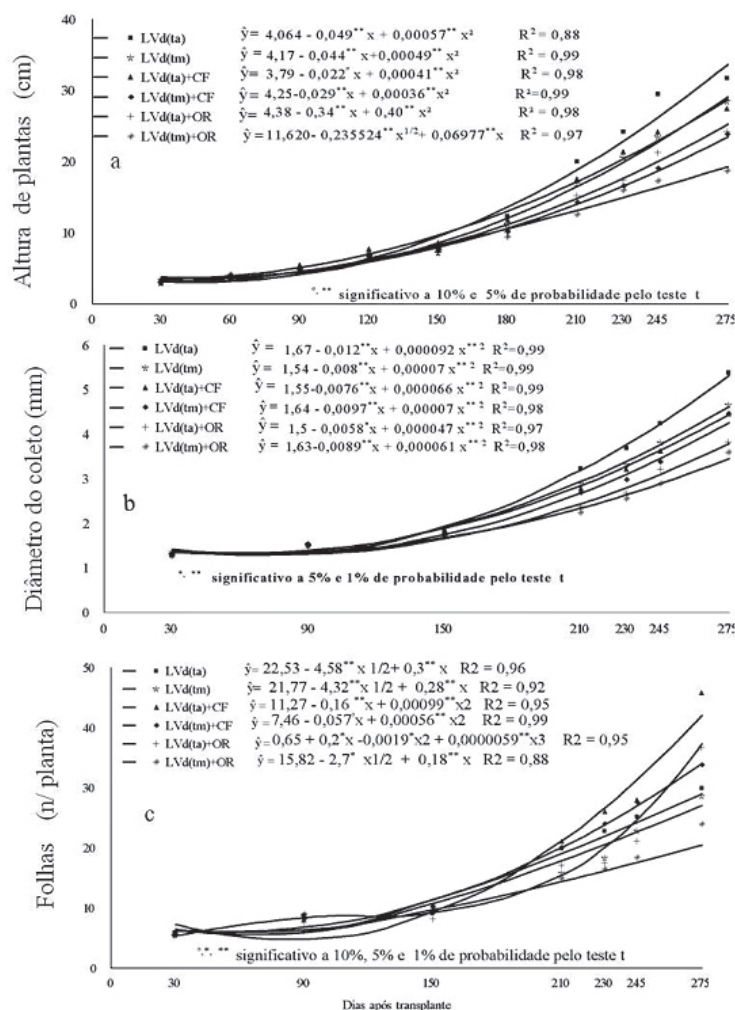 LVd(ta) ŷ= 4,064 - 0,049** x + 0,00057** x² R² = 0,88
LVd(tm) ŷ= 4,17 - 0,044** x+0,00049** x² R² = 0,99
LVd(ta)+CF ŷ= 3,79 - 0,022* x + 0,00041** x² R² = 0,98
LVd(tm)+CF ŷ= 4,25-0,029** x + 0,00036** x² R²=0,99
LVd(ta)+OR ŷ= 4,38 - 0,34** x + 0,40** x² R² = 0,98
LVd(tm)+OR ŷ= 11,620- 0,235524** x1/2+ 0,06977** x R² = 0,97
Altura de plantas (cm)
40
30
20
10
0
a
*, ** significativo a 10% e 5% de probabilidade pelo teste t
0 30 60 90 120 150 180 210 230 245 275
LVd(ta) ŷ = 1,67 - 0,012**x + 0,000092 x**2 R²=0,99
LVd(tm) ŷ = 1,54 - 0,008**x + 0,00007 x**2 R²=0,99
LVd(ta)+CF ŷ = 1,55-0,0076**x + 0,000066 x**2 R²=0,99
LVd(tm)+CF ŷ = 1,64 - 0,0097**x + 0,00007 x**2 R²=0,98
LVd(ta)+OR ŷ = 1,5 - 0,0058*x + 0,000047 x**2 R²=0,97
LVd(tm)+OR ŷ = 1,63-0,0089**x + 0,000061 x**2 R²=0,98
Diâmetro do coleto (mm)
6
5
4
3
2
1
0
b
*, ** significativo a 5% e 1% de probabilidade pelo teste t
30 90 150 210 230 245 275
LVd(ta) ŷ= 22,53 - 4,58** x 1/2+ 0,3** x R2 = 0,96
LVd(tm) ŷ= 21,77 - 4,32** x 1/2 + 0,28** x R2 = 0,92
LVd(ta)+CF ŷ = 11,27 - 0,16 **x + 0,00099** x2 R2 = 0,95
LVd(tm)+CF ŷ = 7,46 - 0,057*x + 0,00056** x2 R2 = 0,99
LVd(ta)+OR ŷ =0,65 + 0,2*x -0,0019*x2 + 0,0000059**x3 R2 = 0,95
LVd(tm)+OR ŷ = 15,82 - 2,7* x1/2 + 0,18** x R2 = 0,88
Folhas (n/ planta)
50
40
30
20
10
0
c
significativo a 10%, 5% e 1% de probabilidade pelo teste t
30 90 150 210 230 245 275
Dias após transplante